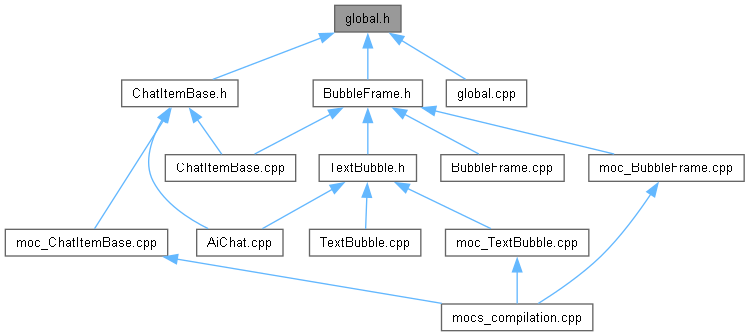 global.h
ChatItemBase.h
BubbleFrame.h
global.cpp
ChatItemBase.cpp
TextBubble.h
BubbleFrame.cpp
moc_BubbleFrame.cpp
moc_ChatItemBase.cpp
AiChat.cpp
TextBubble.cpp
moc_TextBubble.cpp
mocs_compilation.cpp